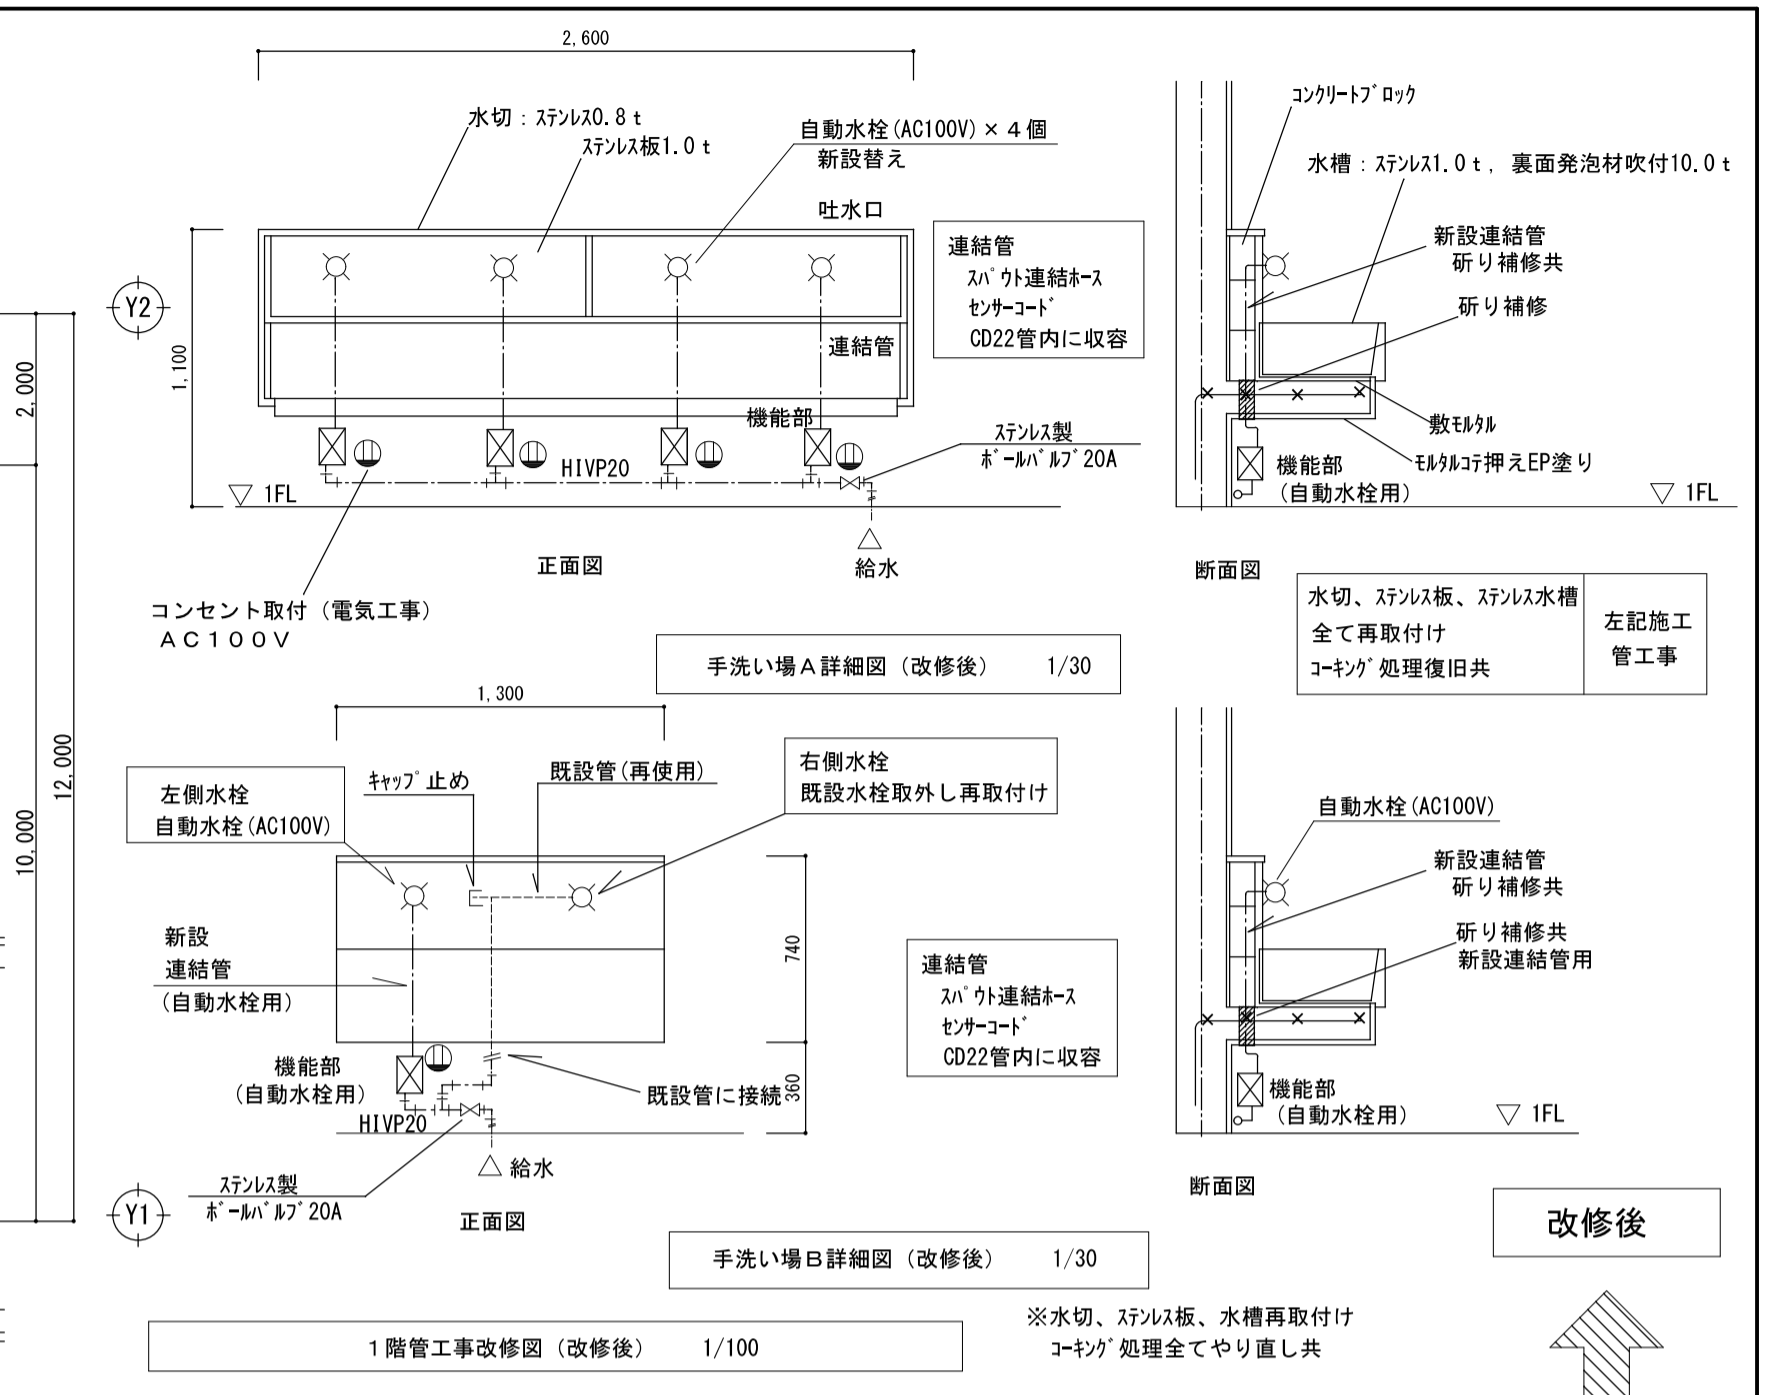 2,600
水切：ｽﾃﾝﾚｽ0.8ｔ
ｽﾃﾝﾚｽ板1.0ｔ
自動水栓(AC100V)×４個
新設替え
吐水口
連結管
ｽﾊﾟｳﾄ連結ﾎｰｽ
ｾﾝｻｰｺｰﾄﾞ
CD22管内に収容
Y2
1,100
2,000
連結管
機能部
ｽﾃﾝﾚｽ製
ﾎﾞｰﾙﾊﾞﾙﾌﾞ20A
HIVP20
▽ 1FL
正面図
△
給水
コンセント取付（電気工事）
ＡＣ１００Ｖ
手洗い場Ａ詳細図（改修後） 1/30
ｺﾝｸﾘｰﾄﾌﾞﾛｯｸ
水槽：ｽﾃﾝﾚｽ1.0ｔ，裏面発泡材吹付10.0ｔ
新設連結管
斫り補修共
斫り補修
敷ﾓﾙﾀﾙ
ﾓﾙﾀﾙｺﾃ押えEP塗り
機能部
(自動水栓用)
▽ 1FL
断面図
水切、ｽﾃﾝﾚｽ板、ｽﾃﾝﾚｽ水槽
全て再取付け
ｺｰｷﾝｸﾞ処理復旧共
左記施工
管工事
12,000
10,000
1,300
左側水栓
自動水栓(AC100V)
ｷｬｯﾌﾟ止め
既設管(再使用)
右側水栓
既設水栓取外し再取付け
新設
連結管
(自動水栓用)
740
360
連結管
ｽﾊﾟｳﾄ連結ﾎｰｽ
ｾﾝｻｰｺｰﾄﾞ
CD22管内に収容
機能部
(自動水栓用)
既設管に接続
HIVP20
△ 給水
ｽﾃﾝﾚｽ製
ﾎﾞｰﾙﾊﾞﾙﾌﾞ20A
Y1
正面図
手洗い場Ｂ詳細図（改修後） 1/30
自動水栓(AC100V)
新設連結管
斫り補修共
斫り補修共
新設連結管用
機能部
(自動水栓用)
▽ 1FL
断面図
改修後
１階管工事改修図（改修後） 1/100
※水切、ｽﾃﾝﾚｽ板、水槽再取付け
ｺｰｷﾝｸﾞ処理全てやり直し共